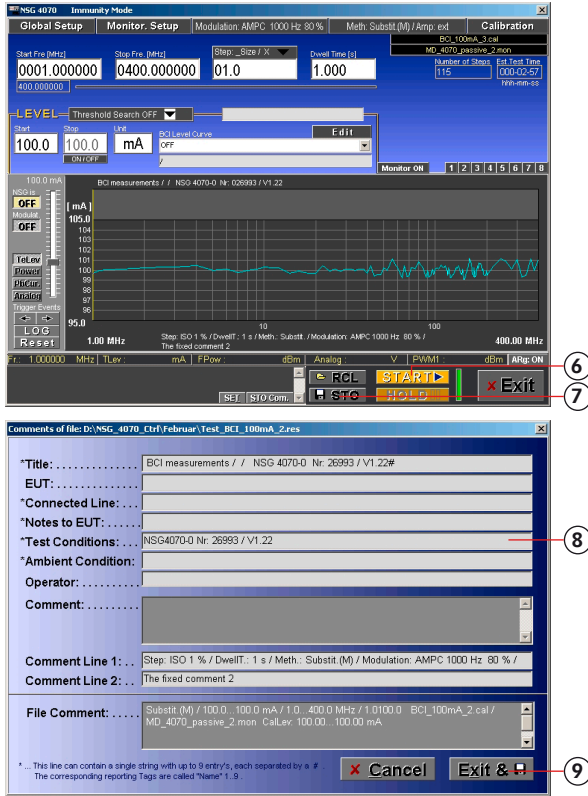 NSG 4070 Immunity Mode
Global Setup Monitor. Setup Modulation: AMPC 1000 Hz 80 % Meth: Substit.(M) / Amp: ext Calibration
BCI_100mA_3.cal
MD_4070_passive_2.mon
Start Fre [MHz] Stop Fre. [MHz] Step: _Size / X Dwell Time [s]
Number of Steps Est.Test Time
0001.000000 0400.000000 01.0 1.000
115 000-02-57
hhh-mm-ss
400.000000
LEVEL Threshold Search OFF
Start Stop Unit BCI Level Curve Edit
100.0 100.0 mA OFF
ON / OFF /
Monitor ON 1 2 3 4 5 6 7 8
100.0 mA BCI measurements / / NSG 4070-0 Nr: 026993 / V1.22
NSG is
OFF
[ mA ]
Modulat.
105.0
OFF
104
103
102
TeLev
101
Power
100
PhCur.
99
Analog
98
Trigger Events
97
96
LOG
95.0
10 100
Reset
1.00 MHz Step: ISO 1 % / DwellT.: 1 s / Meth.: Substit. / Modulation: AMPC 1000 Hz 80 % / 400.00 MHz
The fixed comment 2
Fr.: 1.000000 MHz TLev : mA FPow : dBm Analog : V PWM1 : dBm ARg: ON
RCL START
6
SET STO Com. STO HOLD Exit
7
Comments of file: D:\NSG_4070_Ctrl\Februar\Test_BCI_100mA_2.res
*Title: . . . . . . . . . . . . . BCI measurements / / NSG 4070-0 Nr: 26993 / V1.22#
EUT: . . . . . . . . . . . . . .
*Connected Line: . . .
*Notes to EUT: . . . . . .
*Test Conditions: . . . NSG4070-0 Nr: 26993 / V1.22
8
*Ambient Condition:
Operator: . . . . . . . . .
Comment: . . . . . . . . .
Comment Line 1: . . Step: ISO 1 % / DwellT.: 1 s / Meth.: Substit.(M) / Modulation: AMPC 1000 Hz 80 % /
Comment Line 2: . . The fixed comment 2
File Comment: . . . . . Substit.(M) / 100.0...100.0 mA / 1.0...400.0 MHz / 1.0100.0 BCI_100mA_2.cal /
MD_4070_passive_2.mon CalLev: 100.00...100.00 mA
* ... This line can contain a single string with up to 9 entry's, each separated by a # .
The corresponding reporting Tags are called "Name" 1..9 .
Cancel Exit &
9